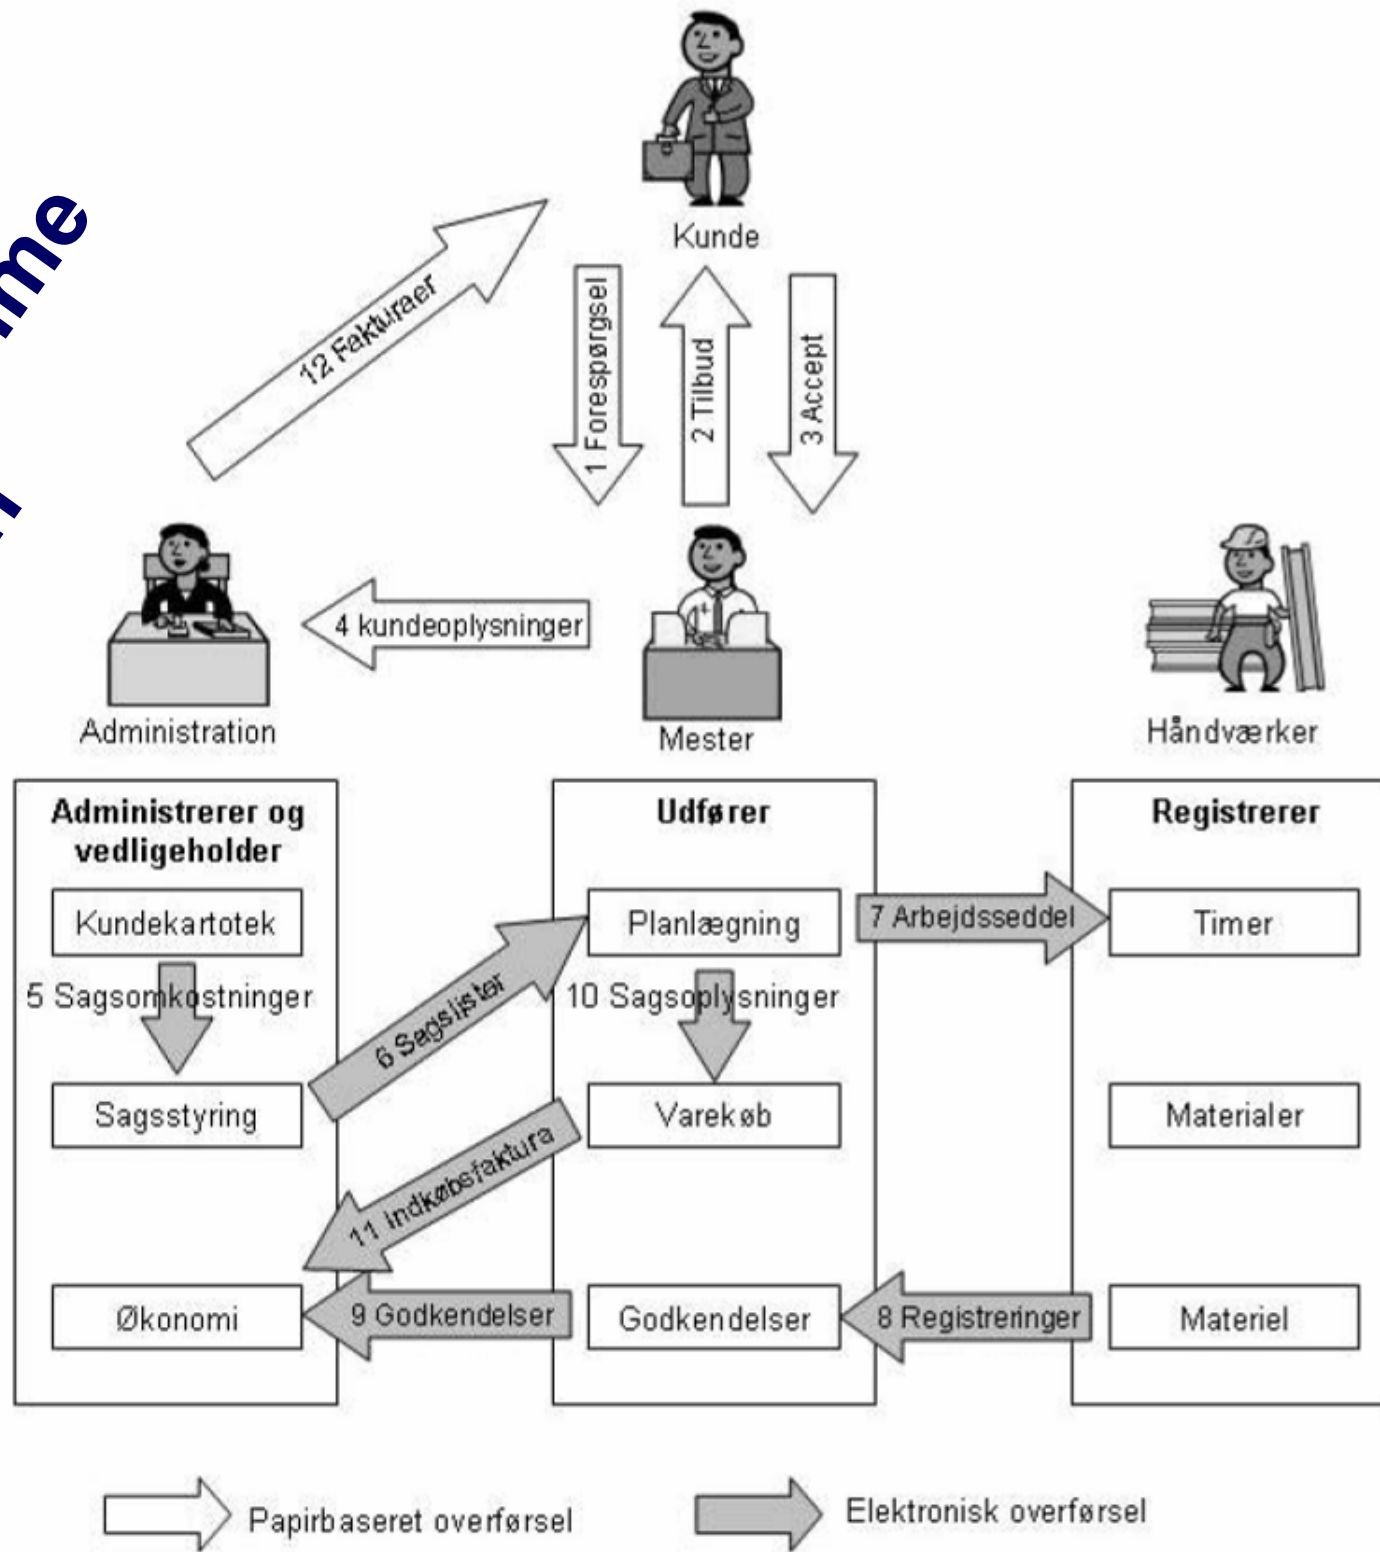 Kunde
12 Fakturaer
1 Forespørgsel
2 Tilbud
3 Accept
4 kundeoplysninger
Administration
Mester
Håndværker
Administrerer og
vedligeholder
Kundekartotek
5 Sagsomkostninger
Sagsstyring
Økonomi
6 Sagslister
11 Indkøbsfaktura
9 Godkendelser
Udfører
Planlægning
10 Sagsoplysninger
Varekøb
Godkendelser
7 Arbejdsseddel
8 Registreringer
Registrerer
Timer
Materialer
Materiel
Papirbaseret overførsel
Elektronisk overførsel